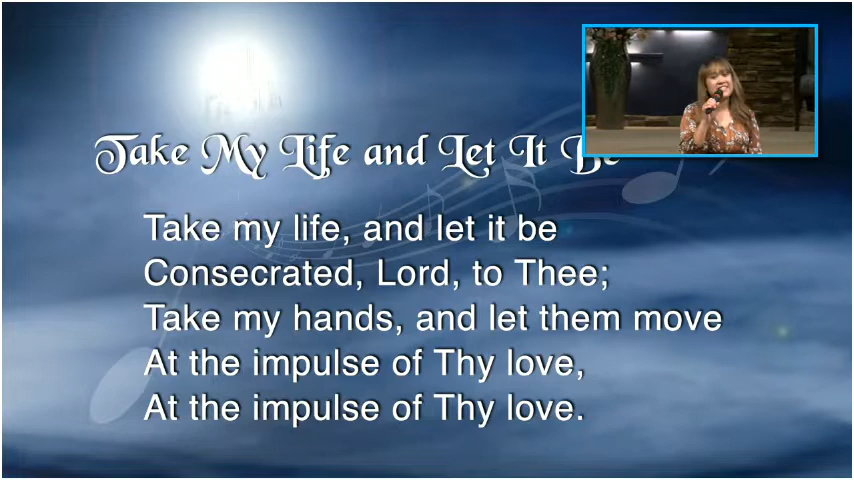 Take My Life and Let It Be
Take my life, and let it be
Consecrated, Lord, to Thee;
Take my hands, and let them move
At the impulse of Thy love,
At the impulse of Thy love.